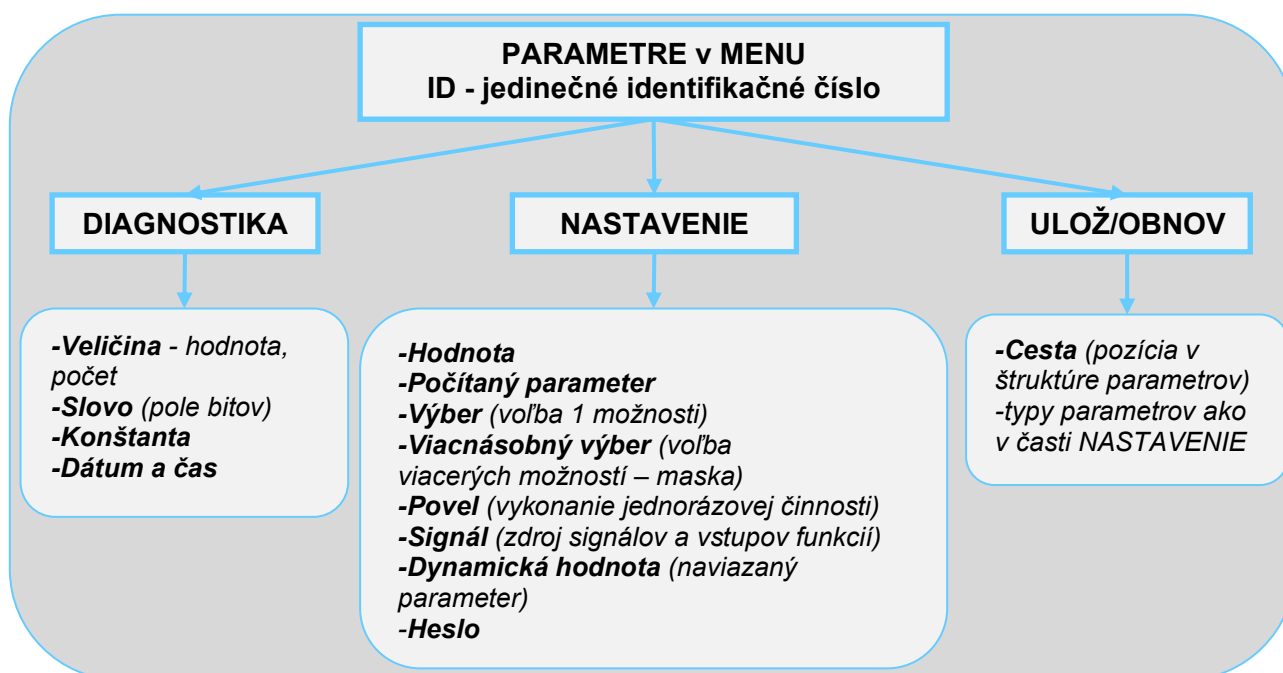 PARAMETRE v MENU
ID - jedinečné identifikačné číslo
DIAGNOSTIKA
NASTAVENIE
ULOŽ/OBNOV
-Veličina - hodnota,
počet
-Slovo (pole bitov)
-Konštanta
-Dátum a čas
-Hodnota
-Počítaný parameter
-Výber (voľba 1 možnosti)
-Viacnásobný výber (voľba
viacerých možností – maska)
-Povel (vykonanie jednorázovej činnosti)
-Signál (zdroj signálov a vstupov funkcií)
-Dynamická hodnota (naviazaný
parameter)
-Heslo
-Cesta (pozícia v
štruktúre parametrov)
-typy parametrov ako
v časti NASTAVENIE